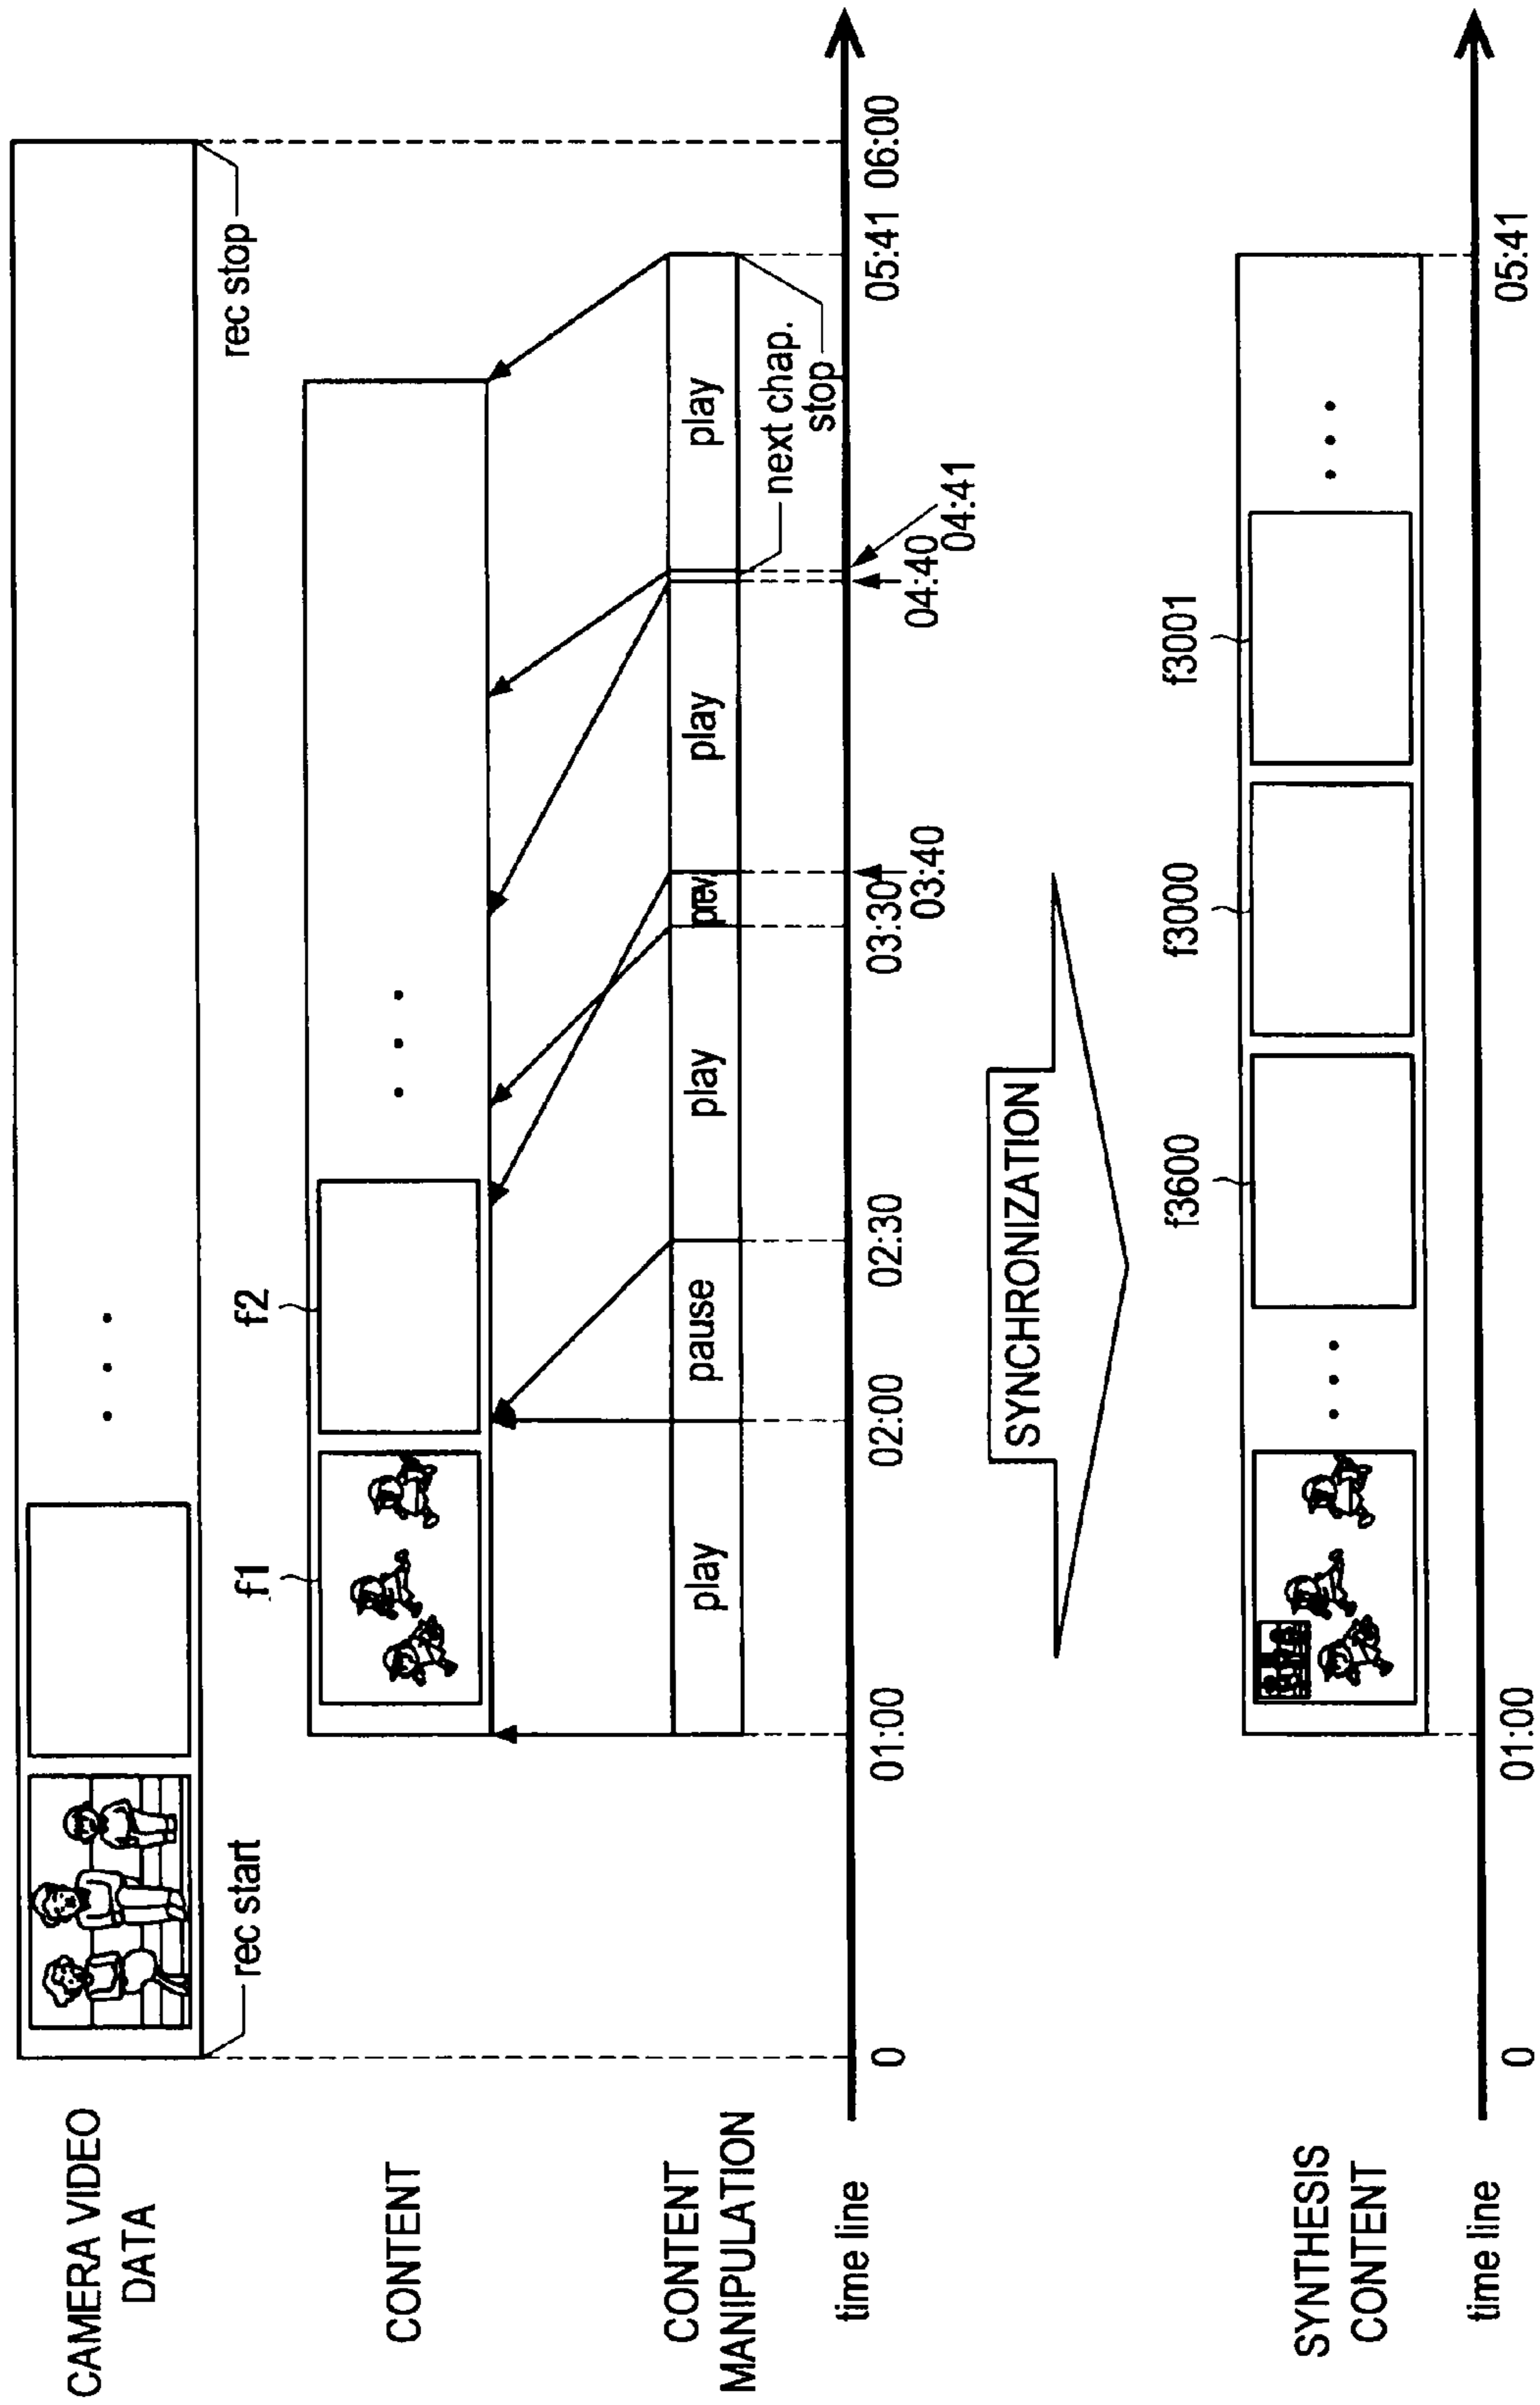 CAMERA VIDEO
DATA
rec start
rec stop
CONTENT
f1
f2
CONTENT
MANIPULATION
play
pause
play
prev
play
play
next chap.
stop
time line
0
01:00
02:00
02:30
03:30
03:40
04:40
04:41
05:41
06:00
SYNCHRONIZATION
SYNTHESIS
CONTENT
f3600
f3000
f3001
time line
0
01:00
05:41